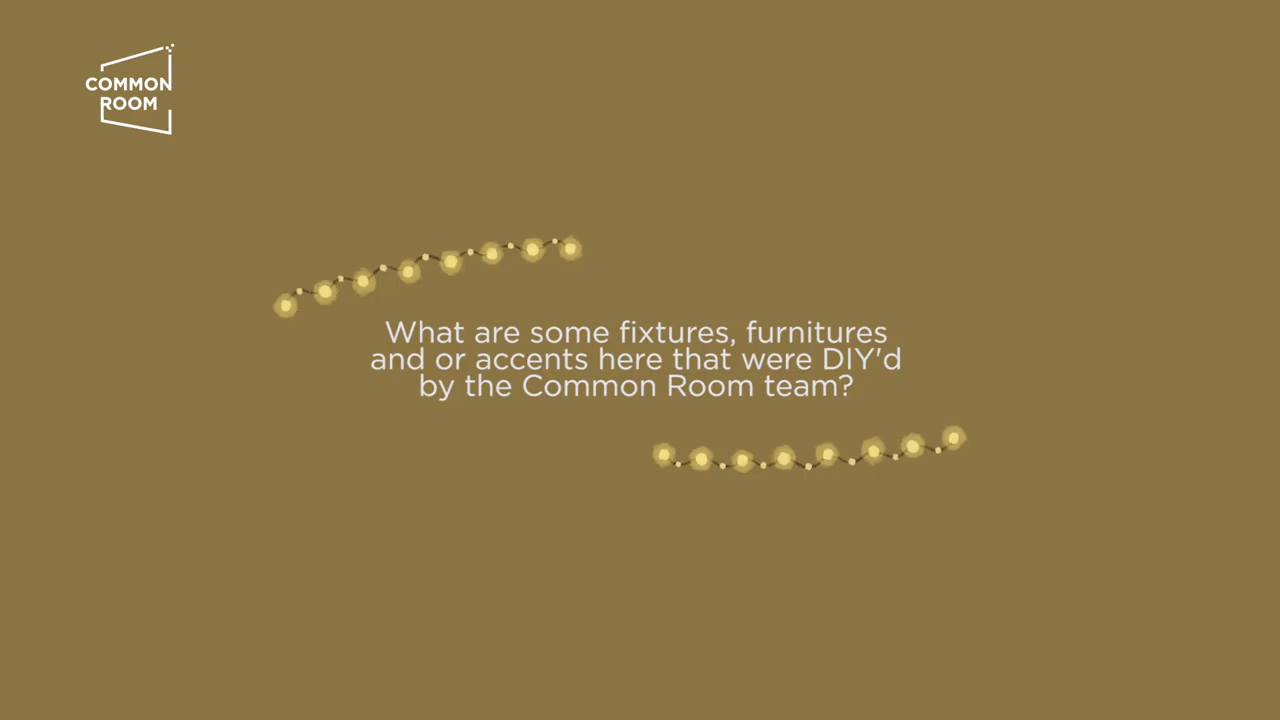 COMMON
ROOM
What are some fixtures, furnitures
and or accents here that were DIY'd
by the Common Room team?